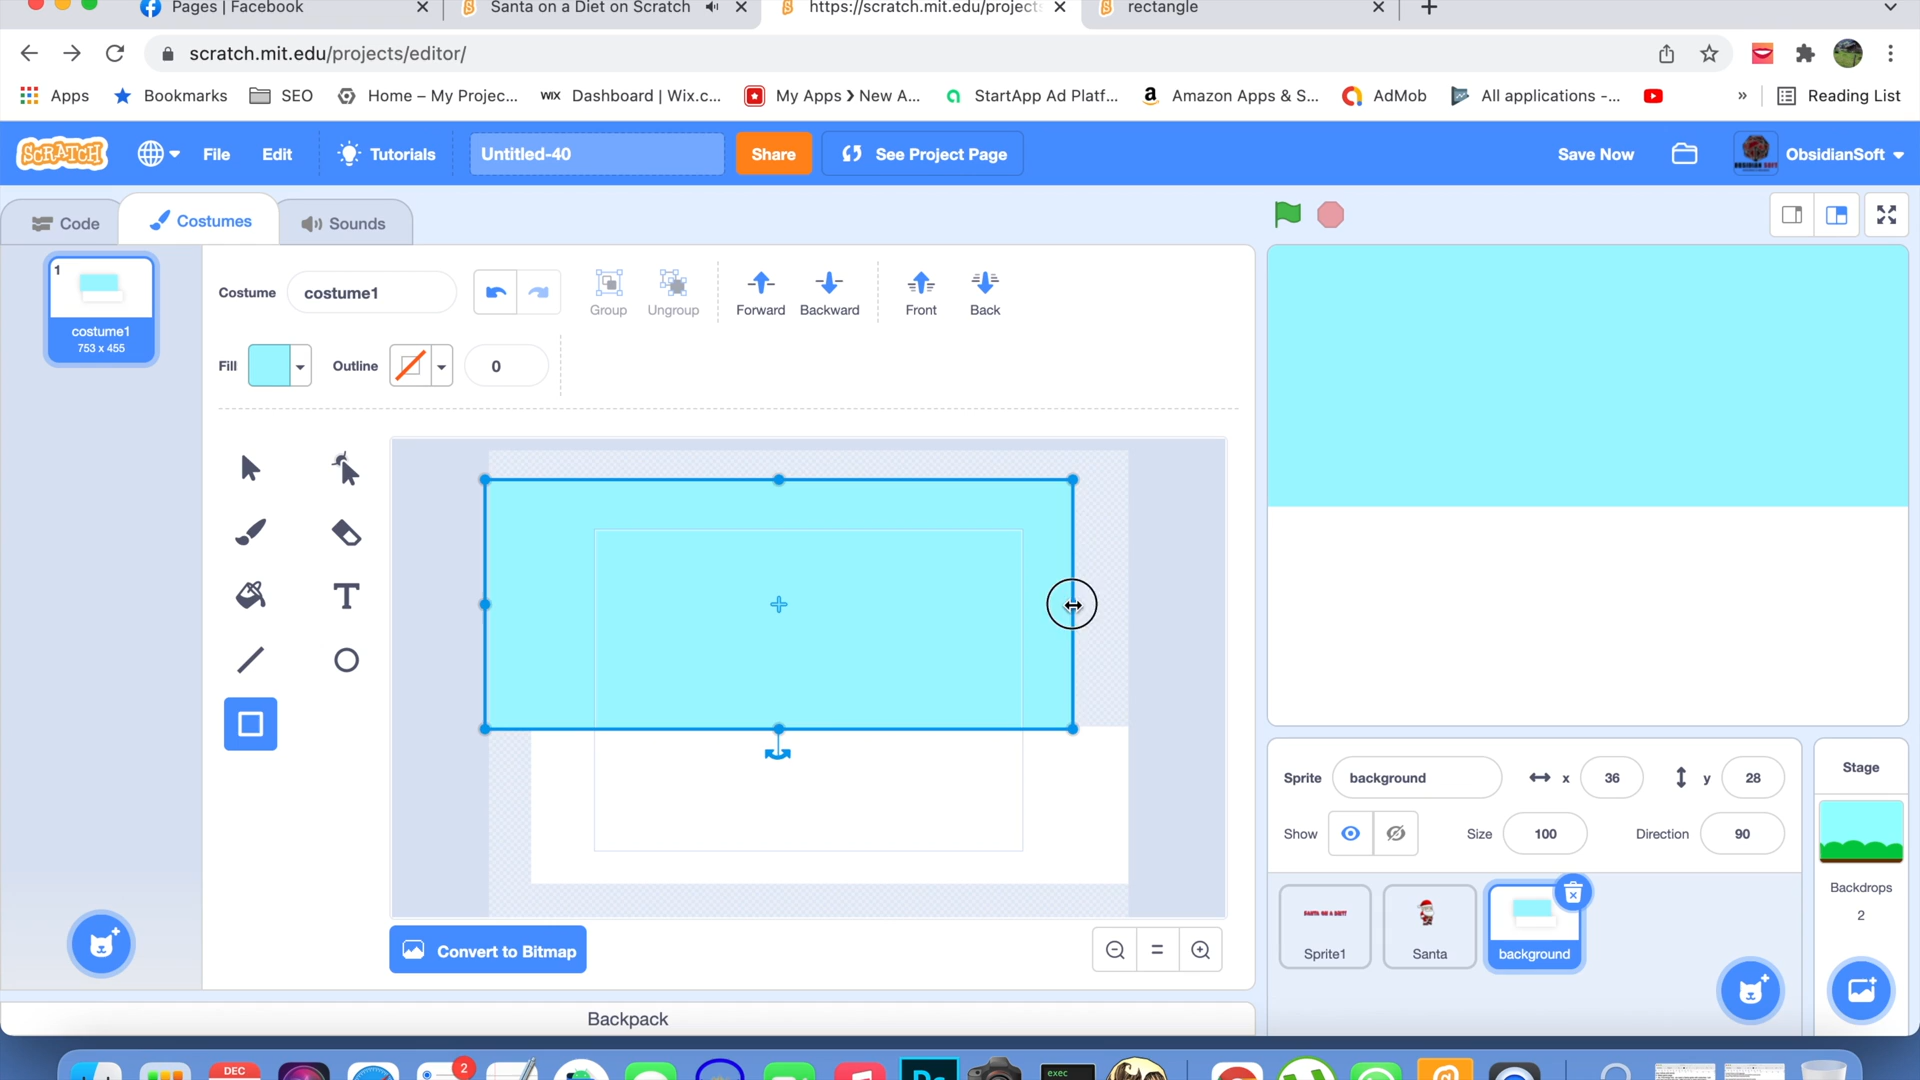 Pages | Facebook
Santa on a Diet on Scratch
https://scratch.mit.edu/projects
rectangle
scratch.mit.edu/projects/editor/
Apps
Bookmarks
SEO
Home – My Projec...
WIX
Dashboard | Wix.c...
My Apps › New A...
StartApp Ad Platf...
Amazon Apps & S...
AdMob
All applications -...
»
Reading List
SCRATCH
File
Edit
Tutorials
Untitled-40
Share
See Project Page
Save Now
ObsidianSoft
Code
Costumes
Sounds
1
costume1
753 x 455
Costume
costume1
Group
Ungroup
Forward
Backward
Front
Back
Fill
Outline
0
T
Convert to Bitmap
Backpack
Sprite
background
x
36
y
28
Show
Size
100
Direction
90
Sprite1
Santa
background
Stage
Backdrops
2
DEC
2
exec